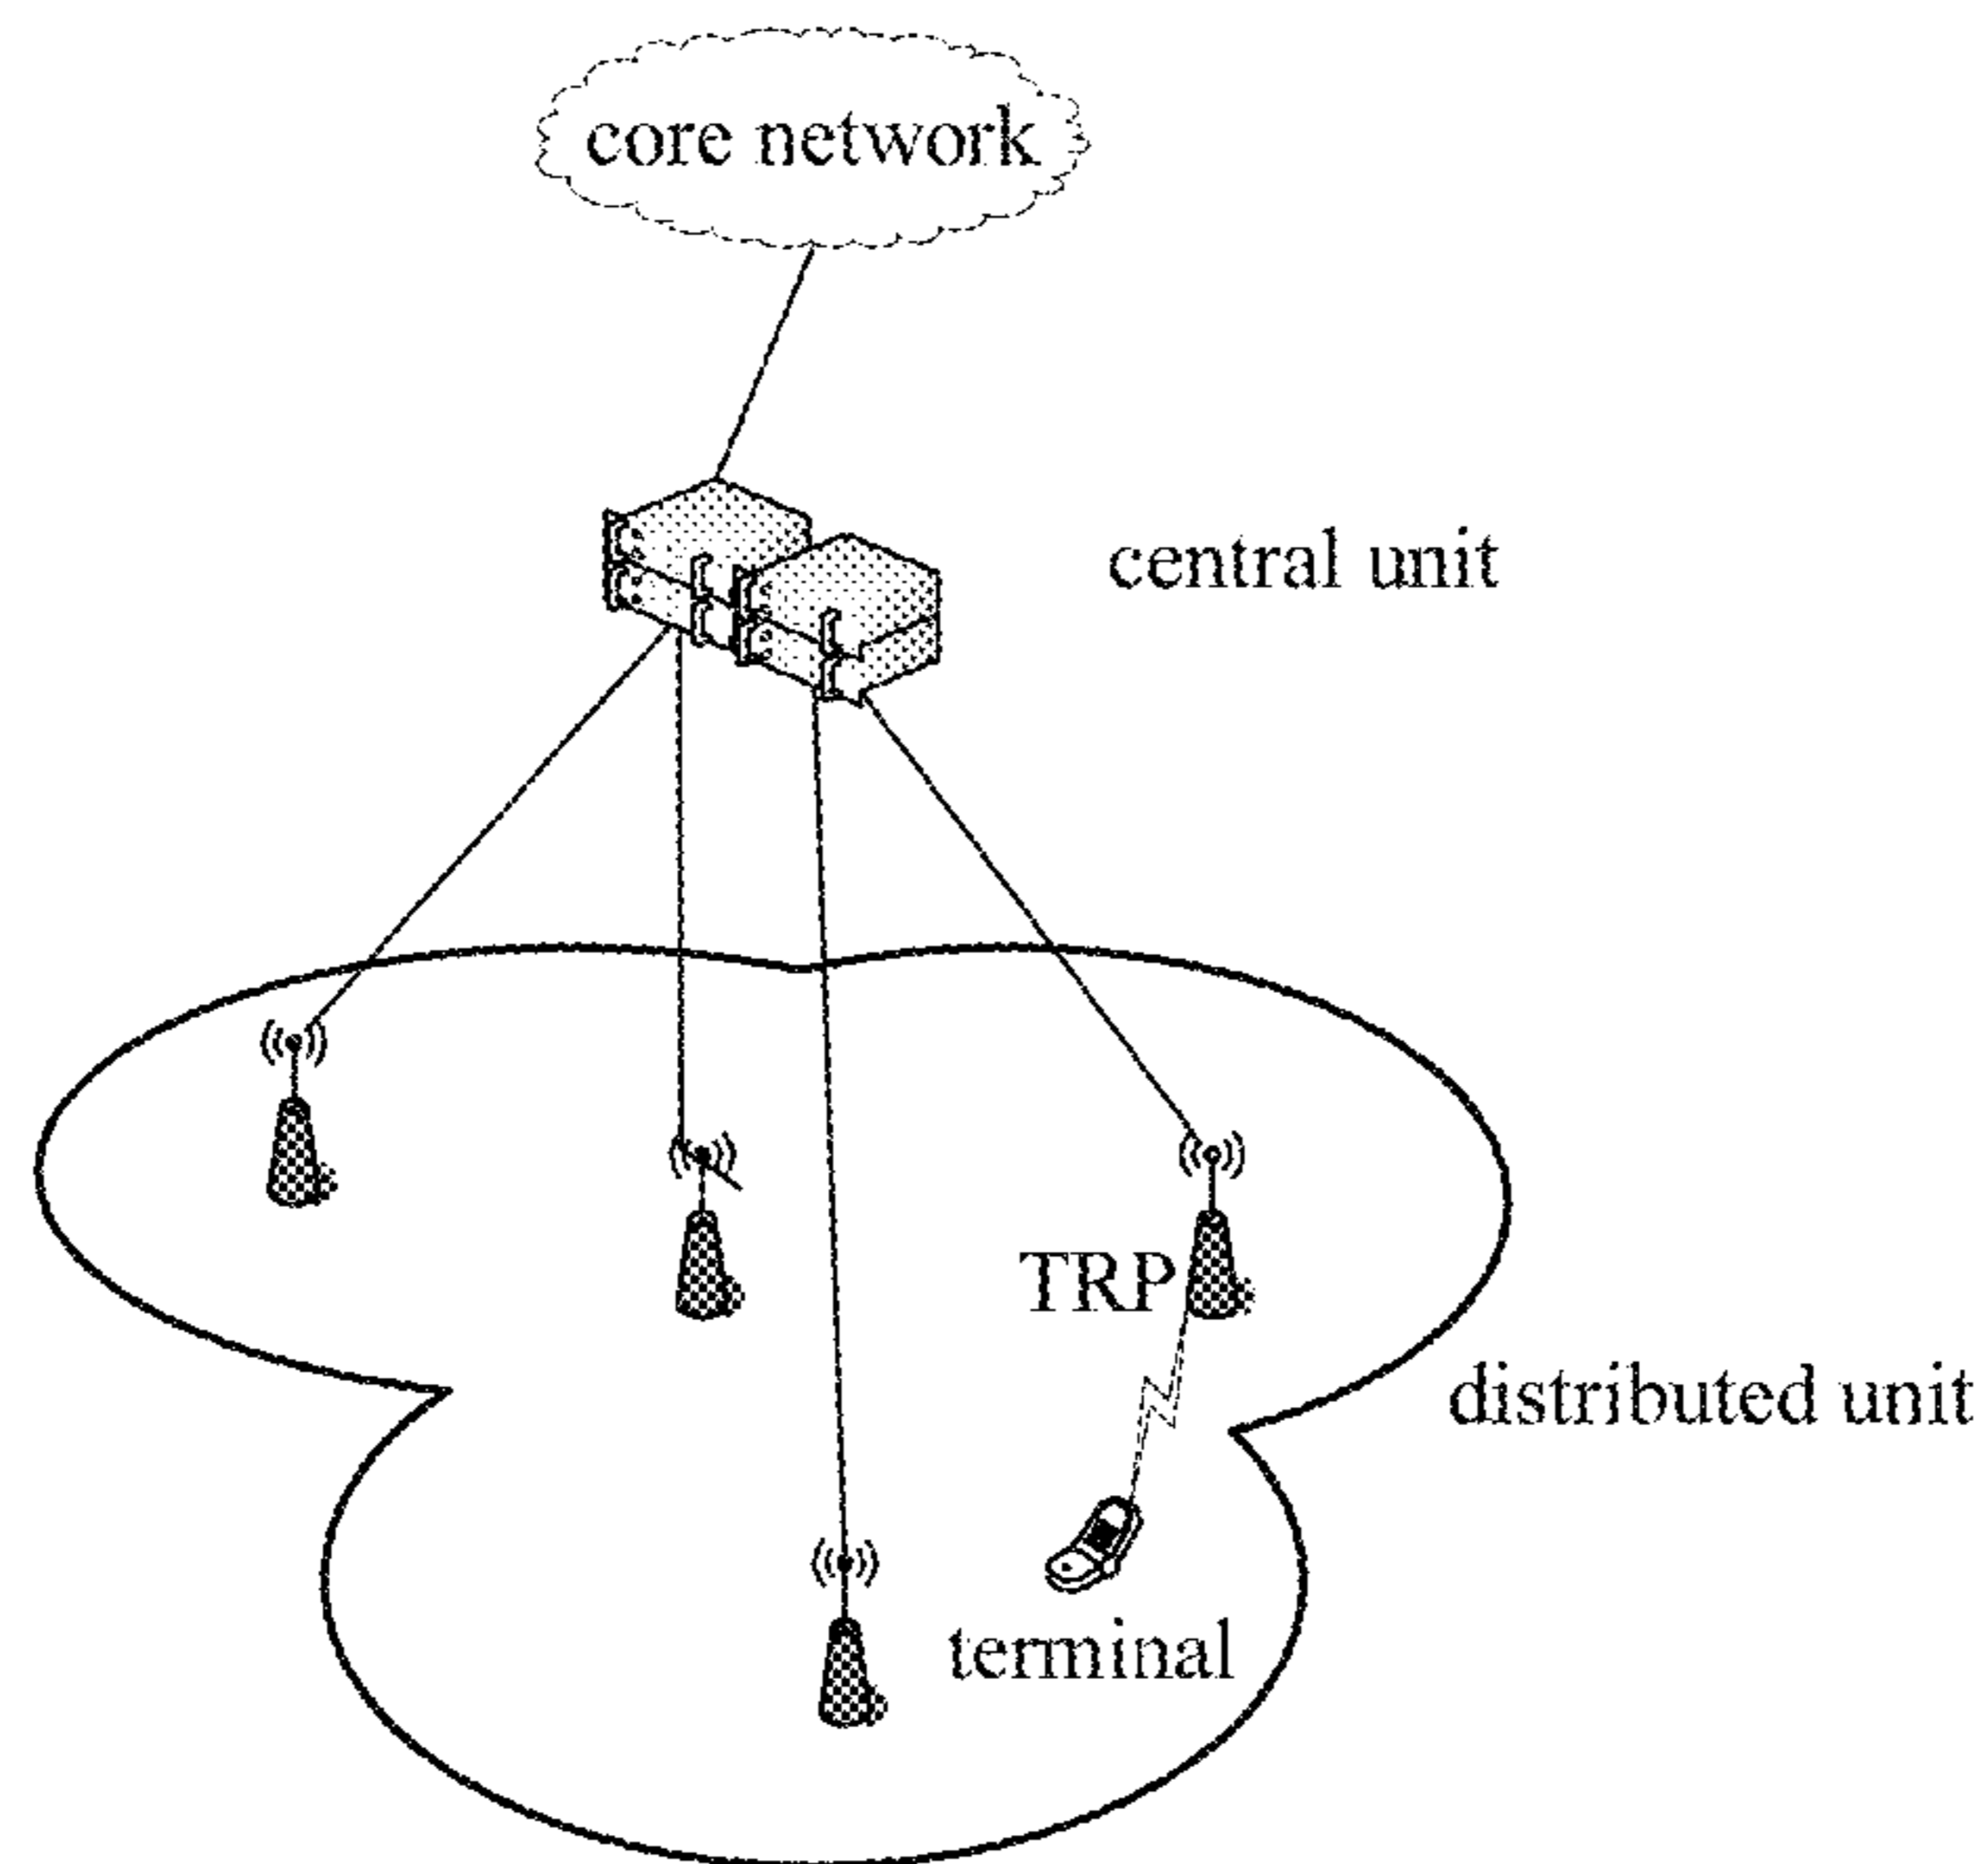 core network
central unit
TRP
distributed unit
terminal